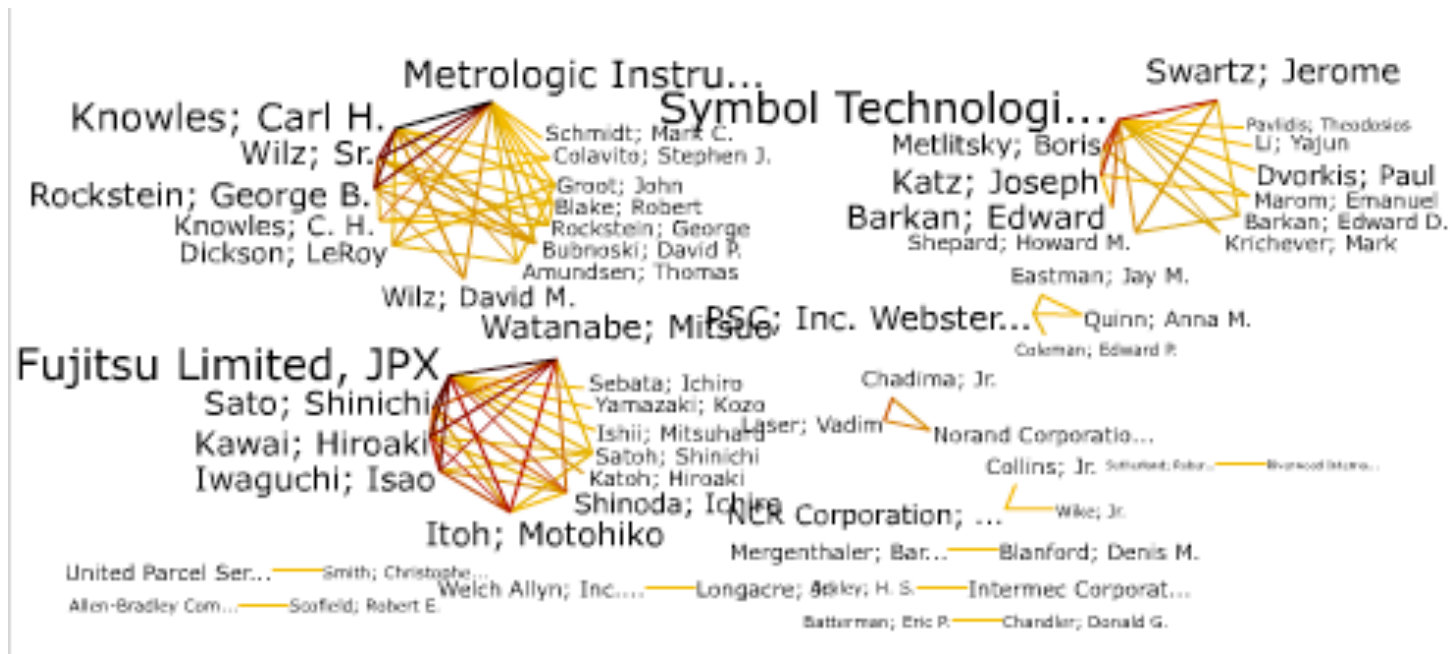 Metrologic Instru...
Swartz; Jerome
Knowles; Carl H.
Symbol Technologi...
Schmidt; Mark C.
Pavlidis; Theodosios
Wilz; Sr.
Colavito; Stephen J.
Metlitsky; Boris
Li; Yajun
Rockstein; George B.
Groot; John
Katz; Joseph
Dvorkis; Paul
Blake; Robert
Marom; Emanuel
Knowles; C. H.
Rockstein; George
Barkan; Edward
Barkan; Edward D.
Dickson; LeRoy
Bubnoski; David P.
Shepard; Howard M.
Krichever; Mark
Amundsen; Thomas
Eastman; Jay M.
Wilz; David M.
Watanabe; Mitsuo
PSC; Inc. Webster...
Quinn; Anna M.
Coleman; Edward P.
Fujitsu Limited, JPX
Sebata; Ichiro
Chadima; Jr.
Sato; Shinichi
Yamazaki; Kozo
Laser; Vadim
Kawai; Hiroaki
Ishii; Mitsuharu
Norand Corporatio...
Satoh; Shinichi
Iwaguchi; Isao
Katoh; Hiroaki
Collins; Jr.
Shinoda; Ichiro
NCR Corporation; ...
Wike; Jr.
Itoh; Motohiko
Mergenthaler; Bar...
Blanford; Denis M.
United Parcel Ser...
Smith; Christophe...
Welch Allyn; Inc....
Longacre;
H. S.
Intermec Corporat...
Allen-Bradley Com...
Scofield; Robert E.
Batterman; Eric P.
Chandler; Donald G.